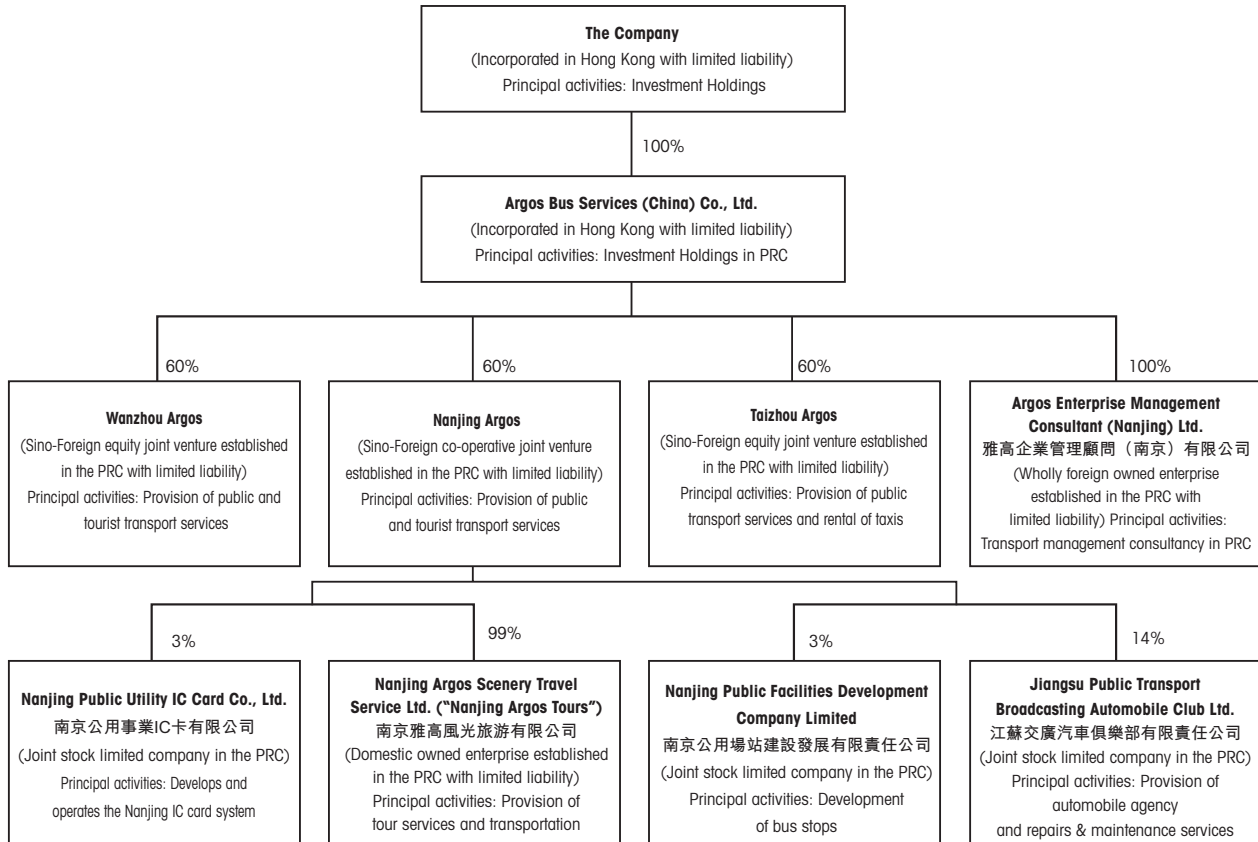 The Company
(Incorporated in Hong Kong with limited liability)
Principal activities: Investment Holdings
100%
Argos Bus Services (China) Co., Ltd.
(Incorporated in Hong Kong with limited liability)
Principal activities: Investment Holdings in PRC
60%
60%
60%
100%
Wanzhou Argos
(Sino-Foreign equity joint venture established
in the PRC with limited liability)
Principal activities: Provision of public and
tourist transport services
Nanjing Argos
(Sino-Foreign co-operative joint venture
established in the PRC with limited liability)
Principal activities: Provision of public
and tourist transport services
Taizhou Argos
(Sino-Foreign equity joint venture established
in the PRC with limited liability)
Principal activities: Provision of public
transport services and rental of taxis
Argos Enterprise Management
Consultant (Nanjing) Ltd.
雅高企業管理顧問（南京）有限公司
(Wholly foreign owned enterprise
established in the PRC with
limited liability) Principal activities:
Transport management consultancy in PRC
3%
99%
3%
14%
Nanjing Public Utility IC Card Co., Ltd.
南京公用事業IC卡有限公司
(Joint stock limited company in the PRC)
Principal activities: Develops and
operates the Nanjing IC card system
Nanjing Argos Scenery Travel
Service Ltd. (“Nanjing Argos Tours”)
南京雅高風光旅游有限公司
(Domestic owned enterprise established
in the PRC with limited liability)
Principal activities: Provision of
tour services and transportation
Nanjing Public Facilities Development
Company Limited
南京公用場站建設發展有限責任公司
(Joint stock limited company in the PRC)
Principal activities: Development
of bus stops
Jiangsu Public Transport
Broadcasting Automobile Club Ltd.
江蘇交廣汽車俱樂部有限責任公司
(Joint stock limited company in the PRC)
Principal activities: Provision of
automobile agency
and repairs & maintenance services